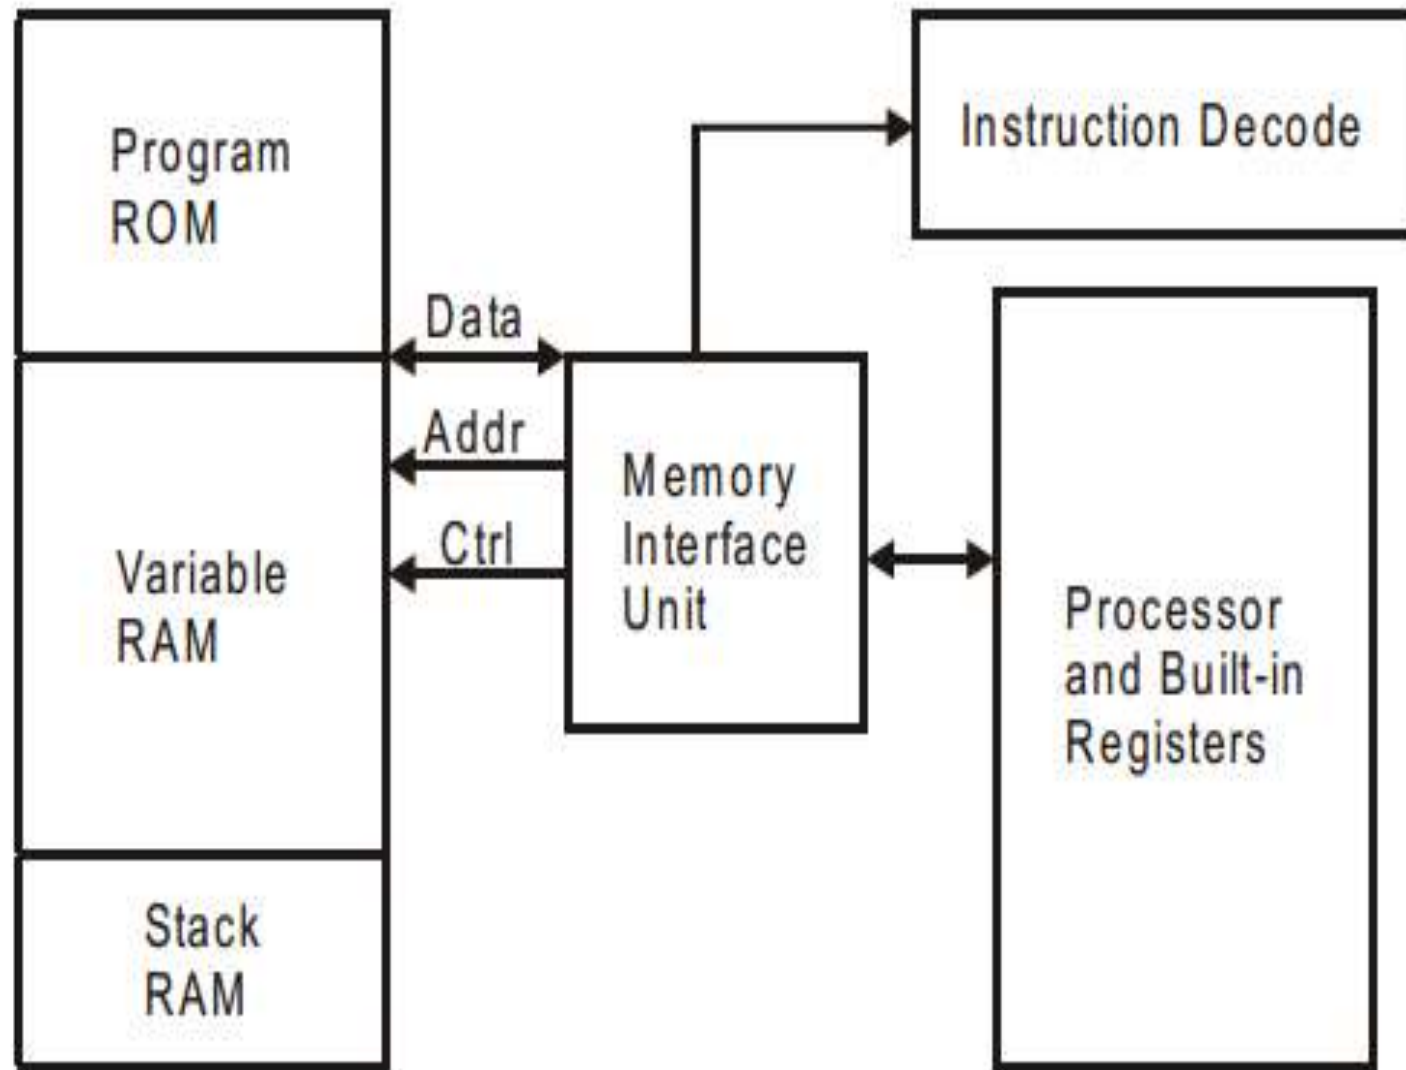 Program
ROM
Instruction Decode
Data
Addr
Ctrl
Variable
RAM
Memory
Interface
Unit
Processor
and Built-in
Registers
Stack
RAM